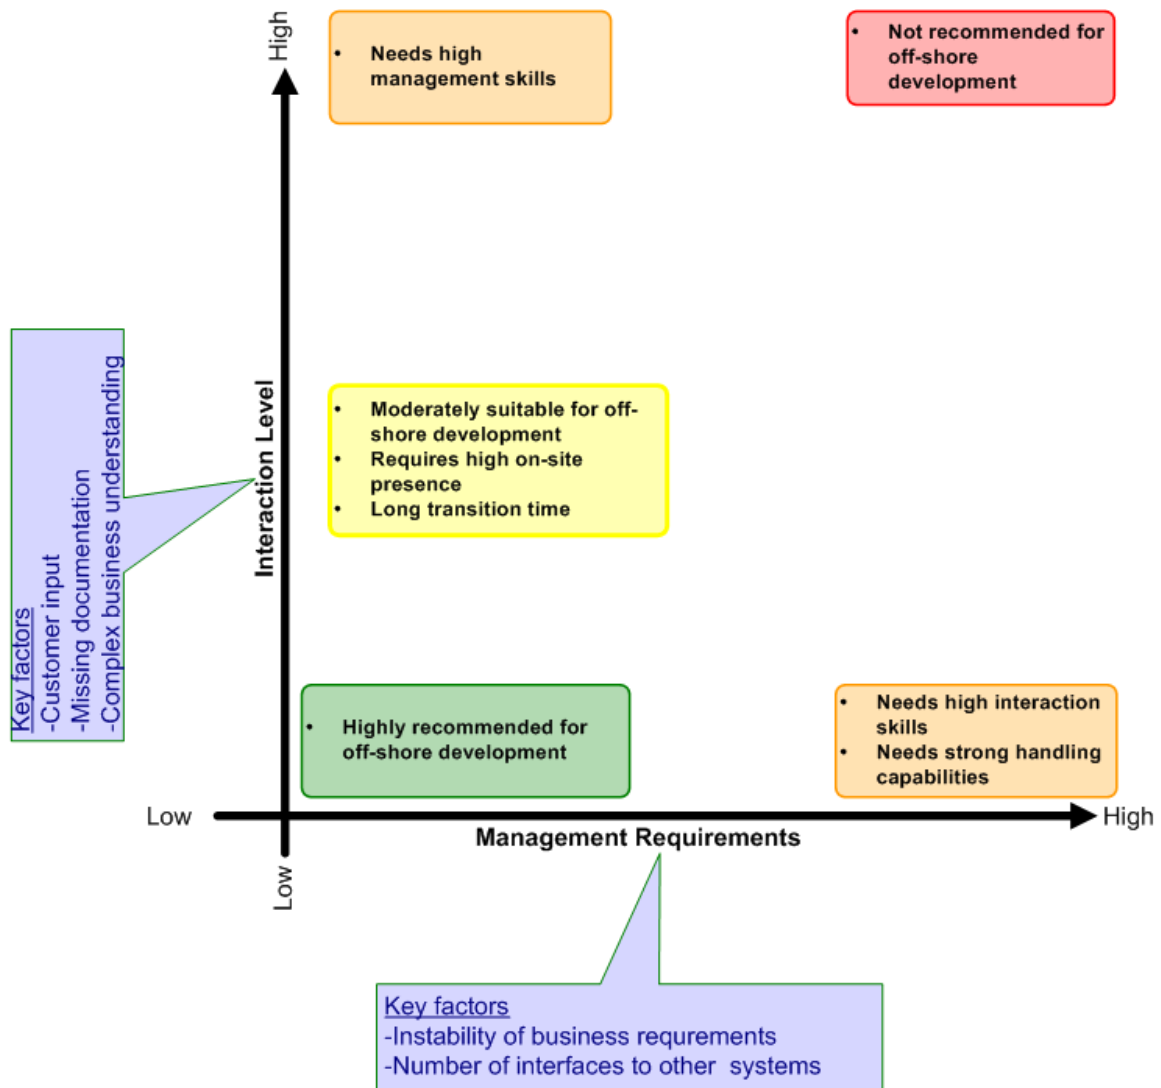 High
• Needs high
management skills
• Not recommended for
off-shore
development
Key factors
-Customer input
-Missing documentation
-Complex business understanding
Interaction Level
• Moderately suitable for off-
shore development
• Requires high on-site
presence
• Long transition time
• Highly recommended for
off-shore development
• Needs high interaction
skills
• Needs strong handling
capabilities
Low
High
Management Requirements
Low
Key factors
-Instability of business requrements
-Number of interfaces to other systems